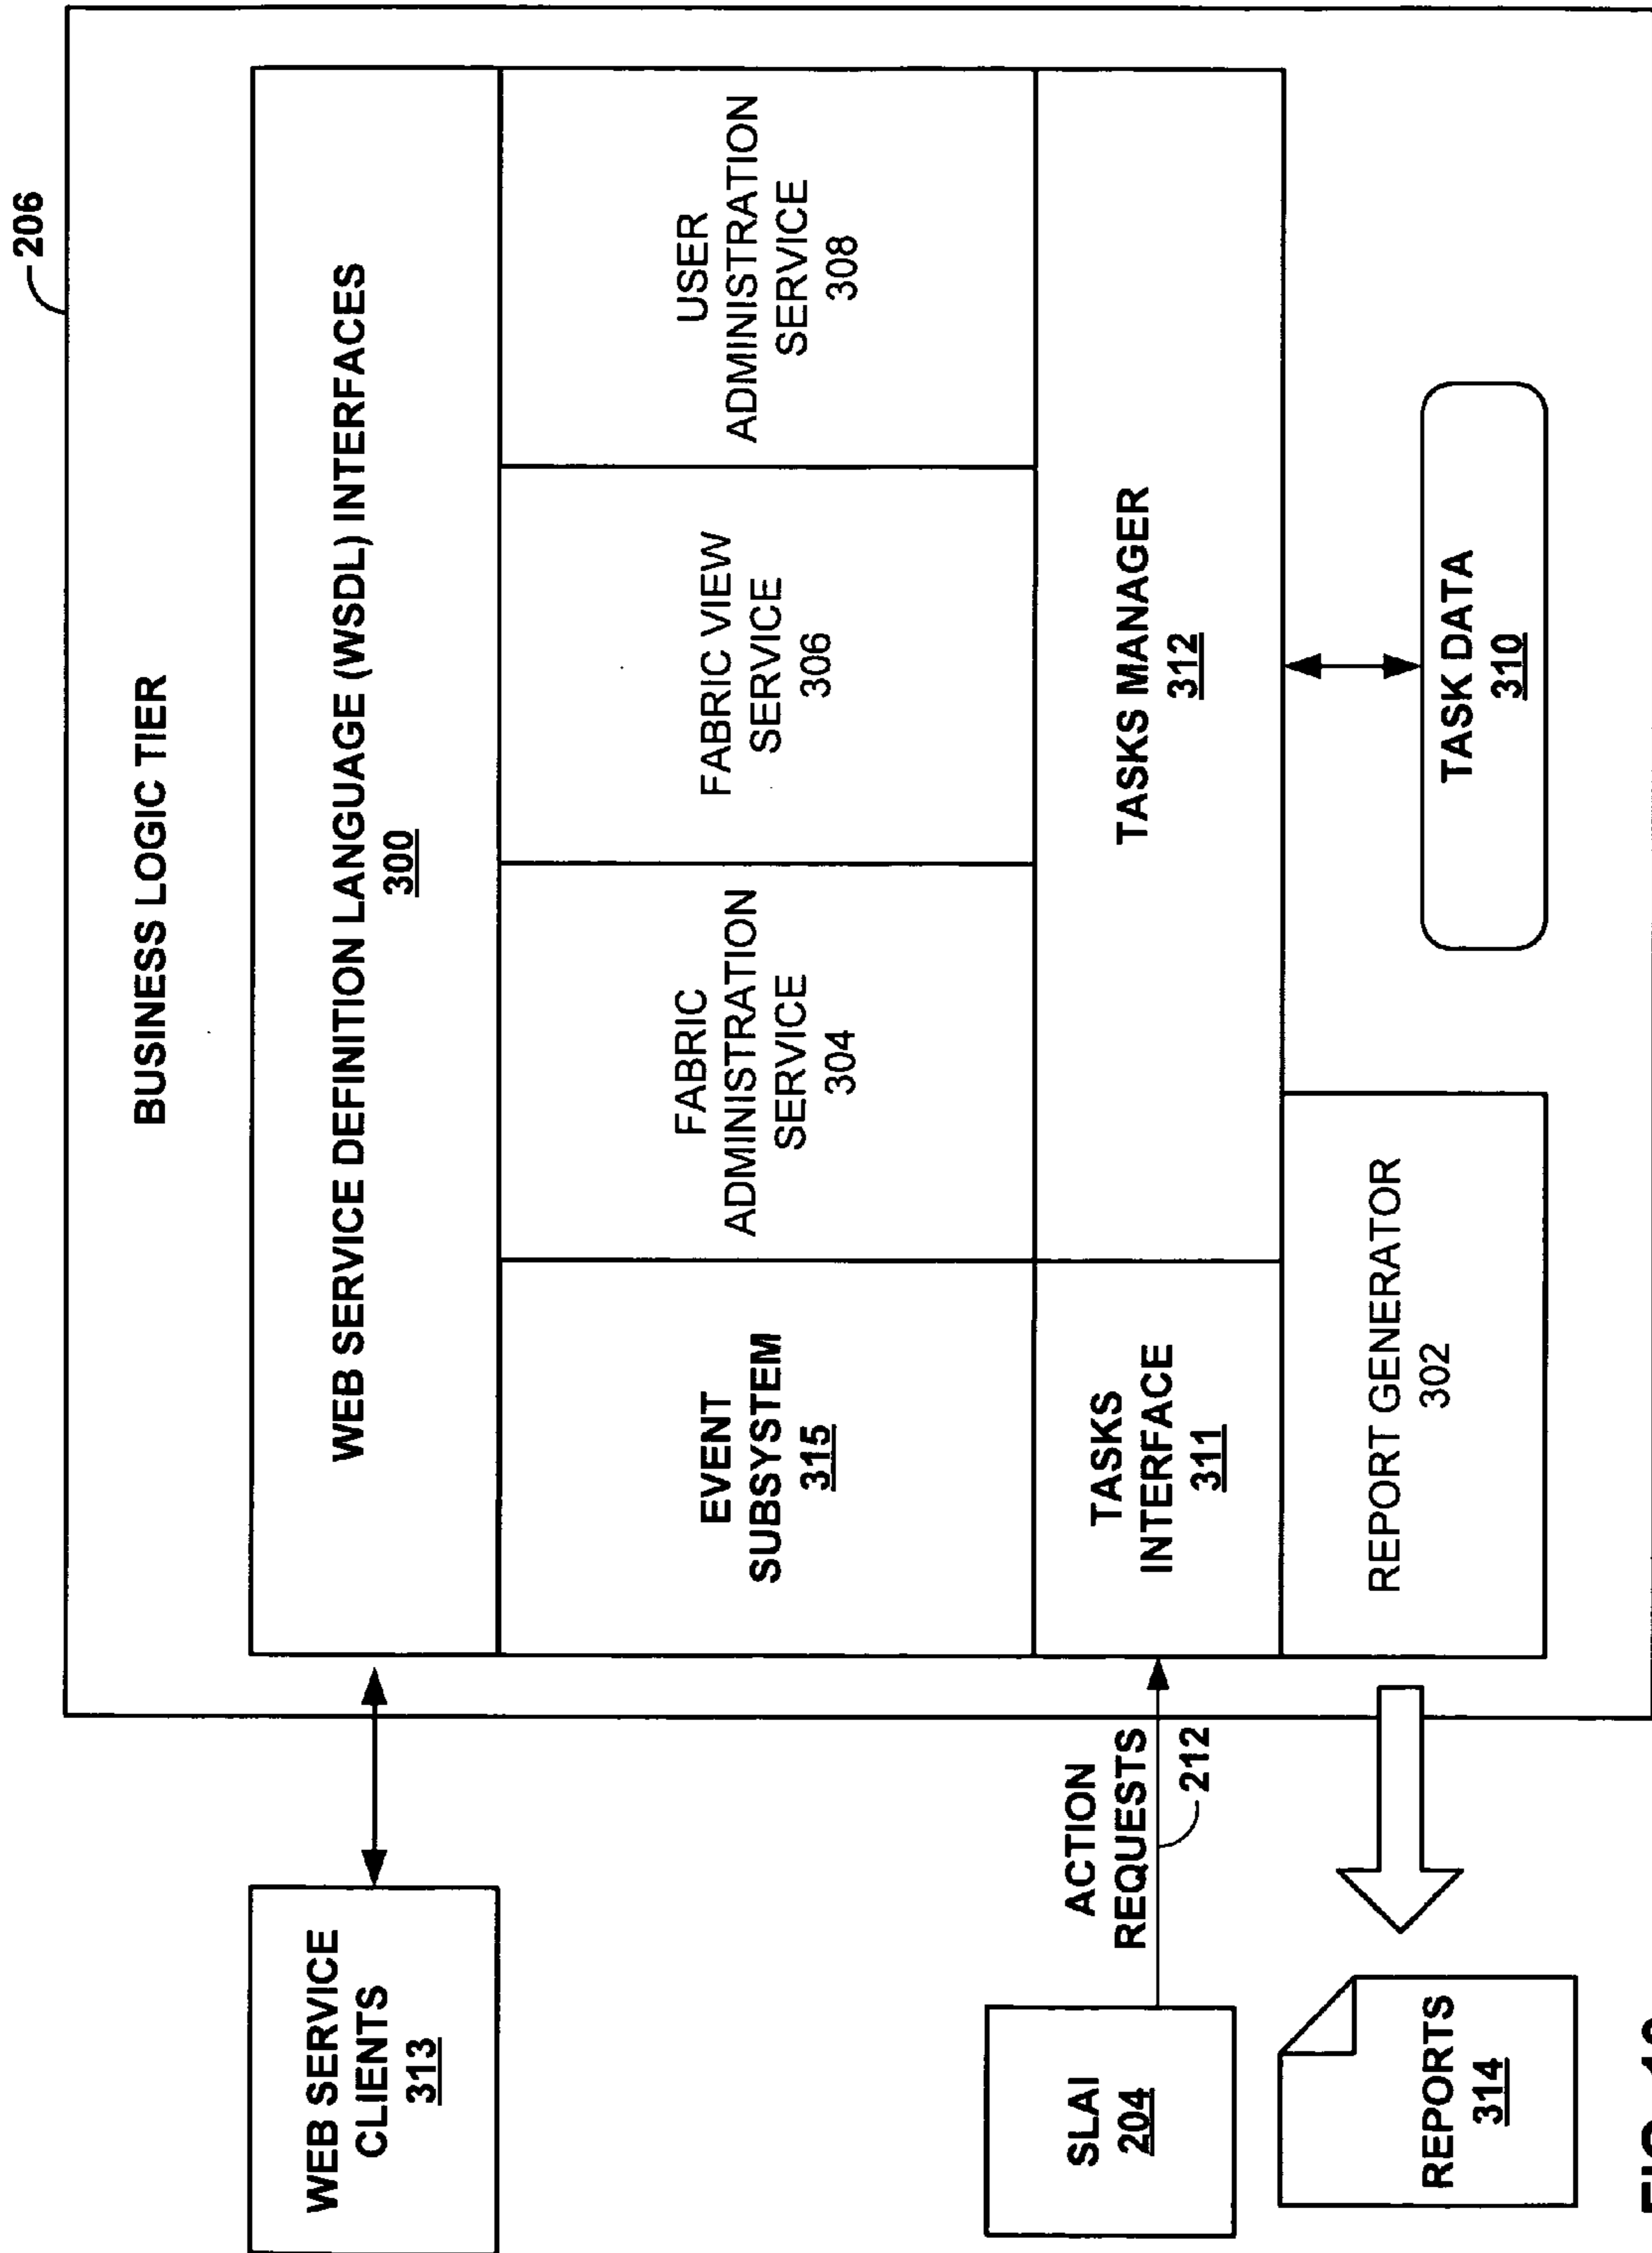 206
BUSINESS LOGIC TIER
WEB SERVICE
CLIENTS
313
WEB SERVICE DEFINITION LANGUAGE (WSDL) INTERFACES
300
EVENT
SUBSYSTEM
315
FABRIC
ADMINISTRATION
SERVICE
304
FABRIC VIEW
SERVICE
306
USER
ADMINISTRATION
SERVICE
308
SLAI
204
ACTION
REQUESTS
212
TASKS
INTERFACE
311
TASKS MANAGER
312
REPORTS
314
REPORT GENERATOR
302
TASK DATA
310